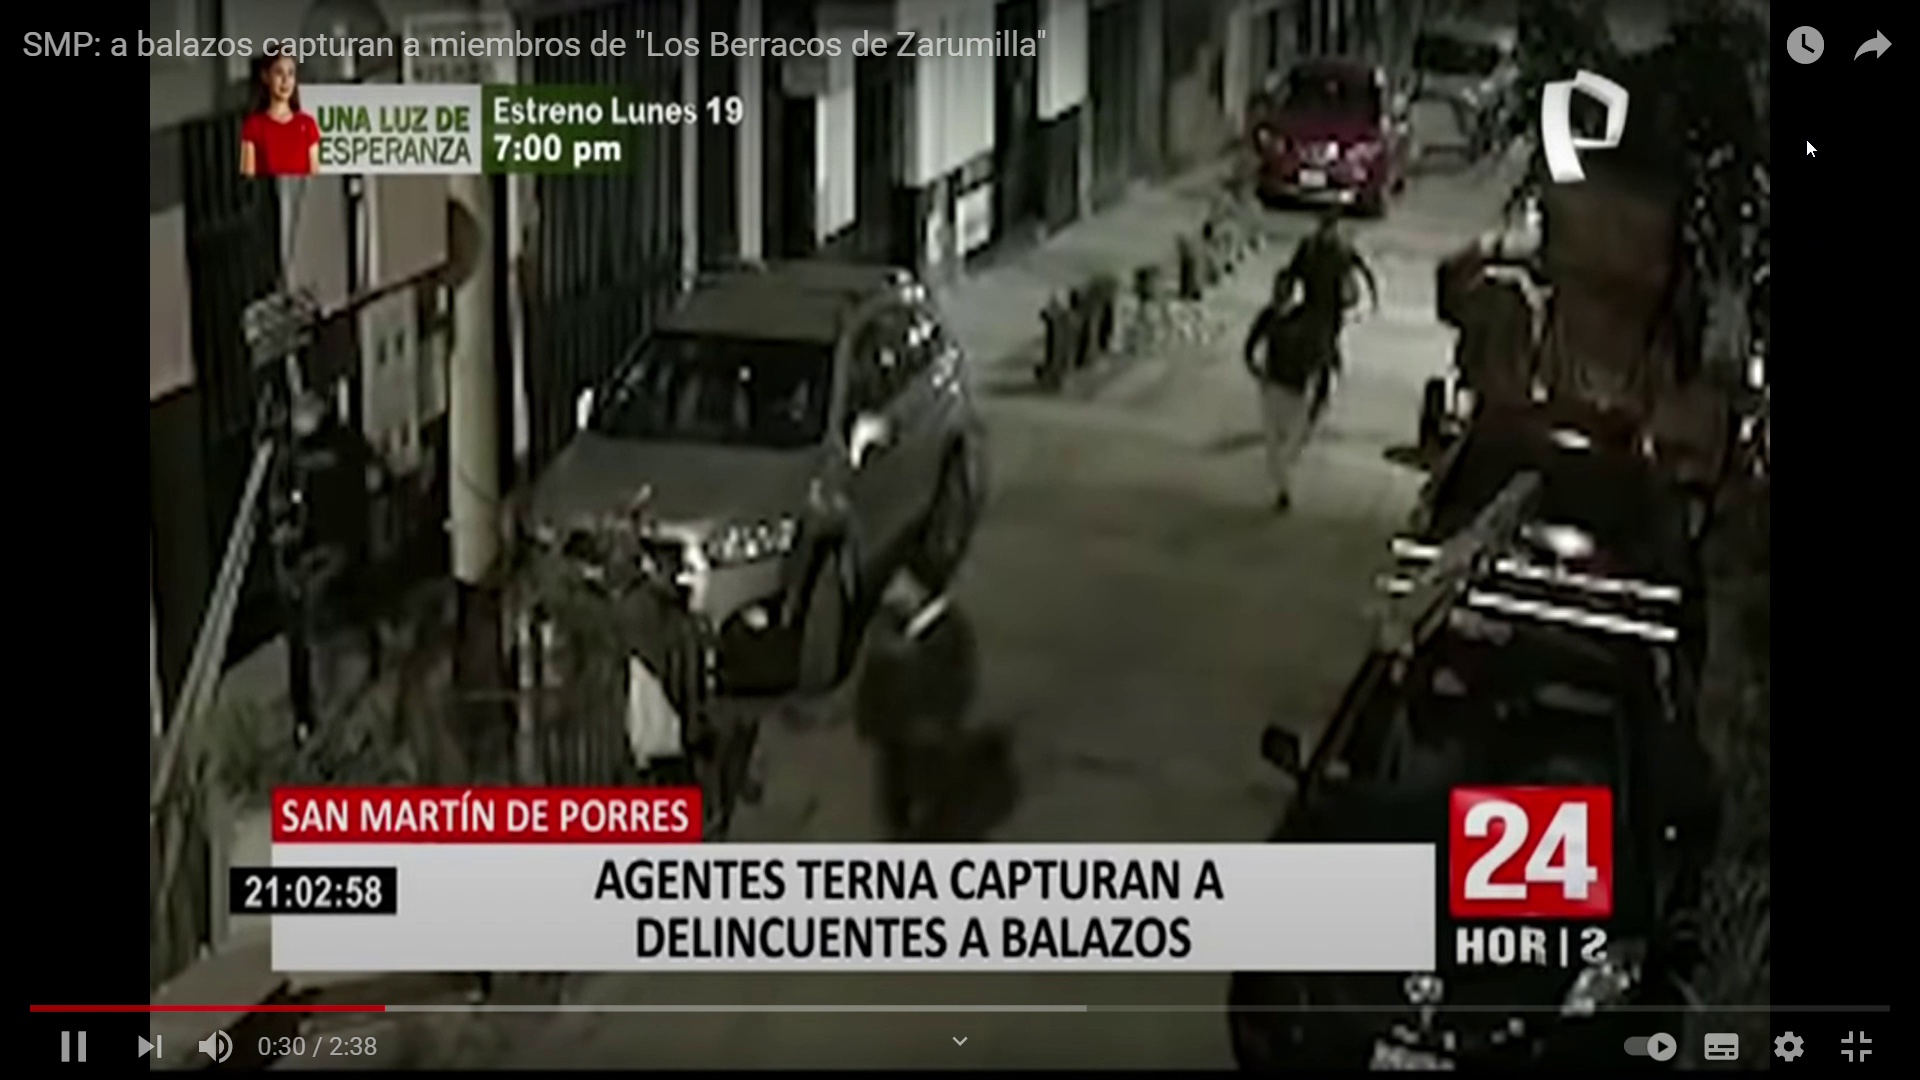 SMP: a balazos capturan a miembros de "Los Berracos de Zarumilla"
UNA LUZ DE
ESPERANZA
Estreno Lunes 19
7:00 pm
SAN MARTÍN DE PORRES
21:02:58
AGENTES TERNA CAPTURAN A
DELINCUENTES A BALAZOS
24
0:30 / 2:38